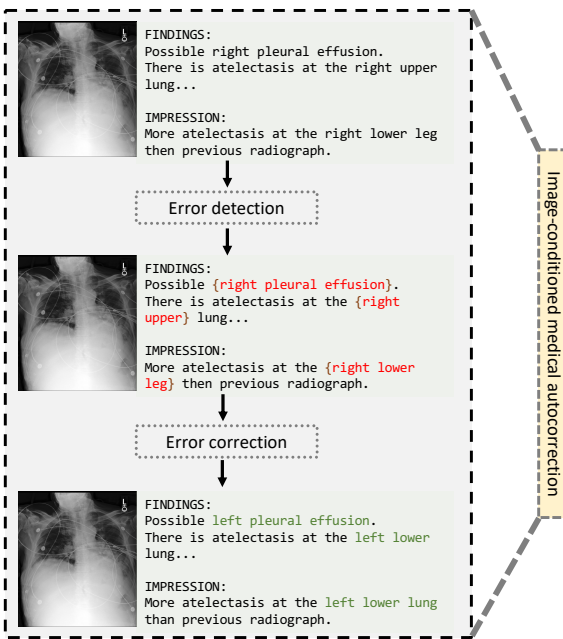 FINDINGS:
Possible right pleural effusion.
There is atelectasis at the right upper
lung...
IMPRESSION:
More atelectasis at the right lower leg
then previous radiograph.
Error detection
FINDINGS:
Possible {right pleural effusion}.
There is atelectasis at the {right
upper} lung...
IMPRESSION:
More atelectasis at the {right lower
leg} then previous radiograph.
Error correction
FINDINGS:
Possible left pleural effusion.
There is atelectasis at the left lower
lung...
IMPRESSION:
More atelectasis at the left lower lung
than previous radiograph.
Image-conditioned medical autocorrection